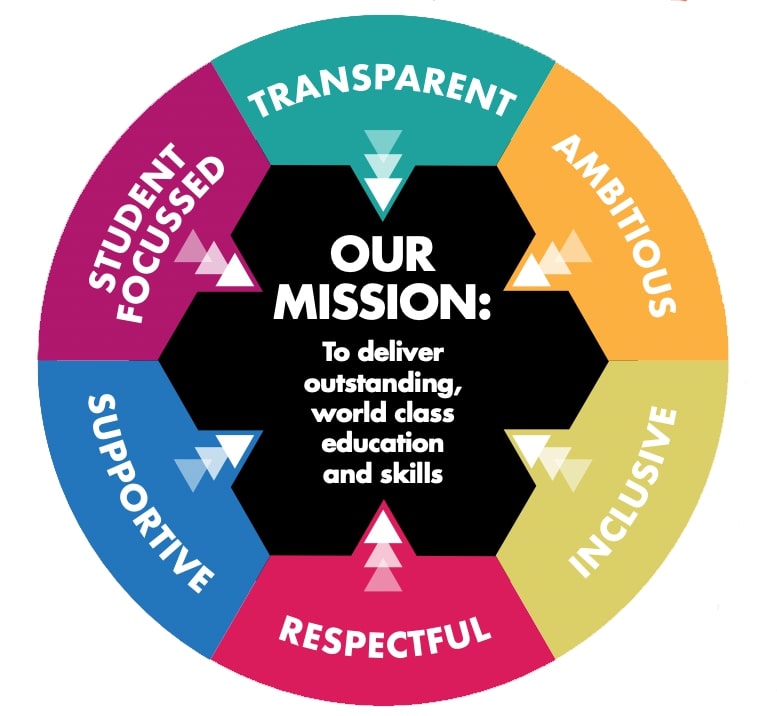 TRANSPARENT
AMBITIOUS
INCLUSIVE
RESPECTFUL
SUPPORTIVE
STUDENT
FOCUSSED
OUR
MISSION:
To deliver
outstanding,
world class
education
and skills